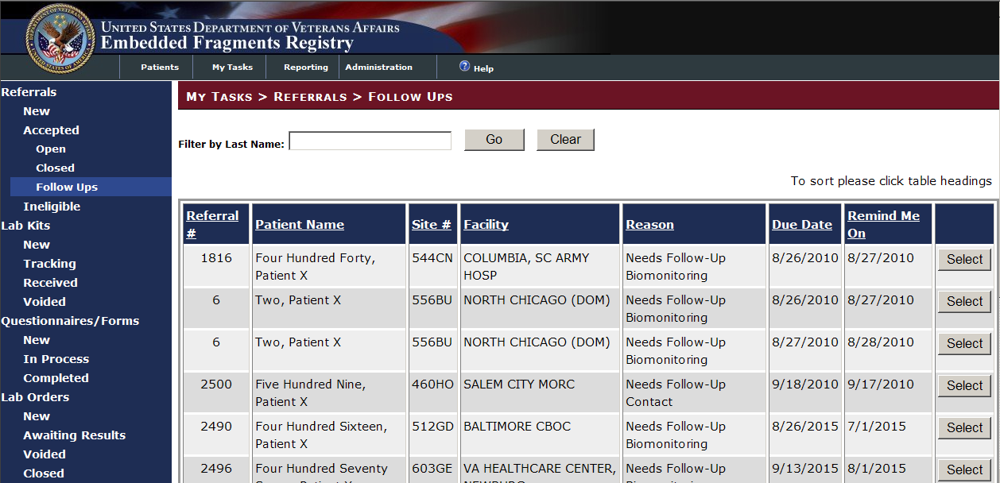 UNITED STATES DEPARTMENT OF VETERANS AFFAIRS
Embedded Fragments Registry
Patients My Tasks Reporting Administration ? Help
Referrals
New
Accepted
Open
Closed
Follow Ups
Ineligible
Lab Kits
New
Tracking
Received
Voided
Questionnaires/Forms
New
In Process
Completed
Lab Orders
New
Awaiting Results
Voided
Closed
MY TASKS > REFERRALS > FOLLOW UPS
Filter by Last Name: Go Clear
To sort please click table headings
Referral # Patient Name Site # Facility Reason Due Date Remind Me On
1816 Four Hundred Forty, Patient X 544CN COLUMBIA, SC ARMY HOSP Needs Follow-Up Biomonitoring 8/26/2010 8/27/2010 Select
6 Two, Patient X 556BU NORTH CHICAGO (DOM) Needs Follow-Up Biomonitoring 8/26/2010 8/27/2010 Select
6 Two, Patient X 556BU NORTH CHICAGO (DOM) Needs Follow-Up Biomonitoring 8/27/2010 8/28/2010 Select
2500 Five Hundred Nine, Patient X 460HO SALEM CITY MORC Needs Follow-Up Contact 9/18/2010 9/17/2010 Select
2490 Four Hundred Sixteen, Patient X 512GD BALTIMORE CBOC Needs Follow-Up Biomonitoring 8/26/2015 7/1/2015 Select
2496 Four Hundred Seventy 603GE VA HEALTHCARE CENTER, Needs Follow-Up 9/13/2015 8/1/2015 Select